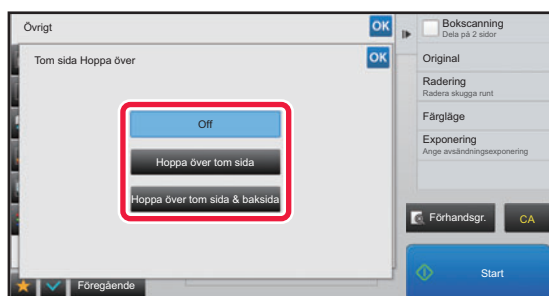 Övrigt
OK
Tom sida Hoppa över
OK
Off
Hoppa över tom sida
Hoppa över tom sida & baksida
Föregående
Bokscanning
Dela på 2 sidor
Original
Radering
Radera skugga runt
Färgläge
Exponering
Ange avsändningsexponering
Förhandsgr.
CA
Start